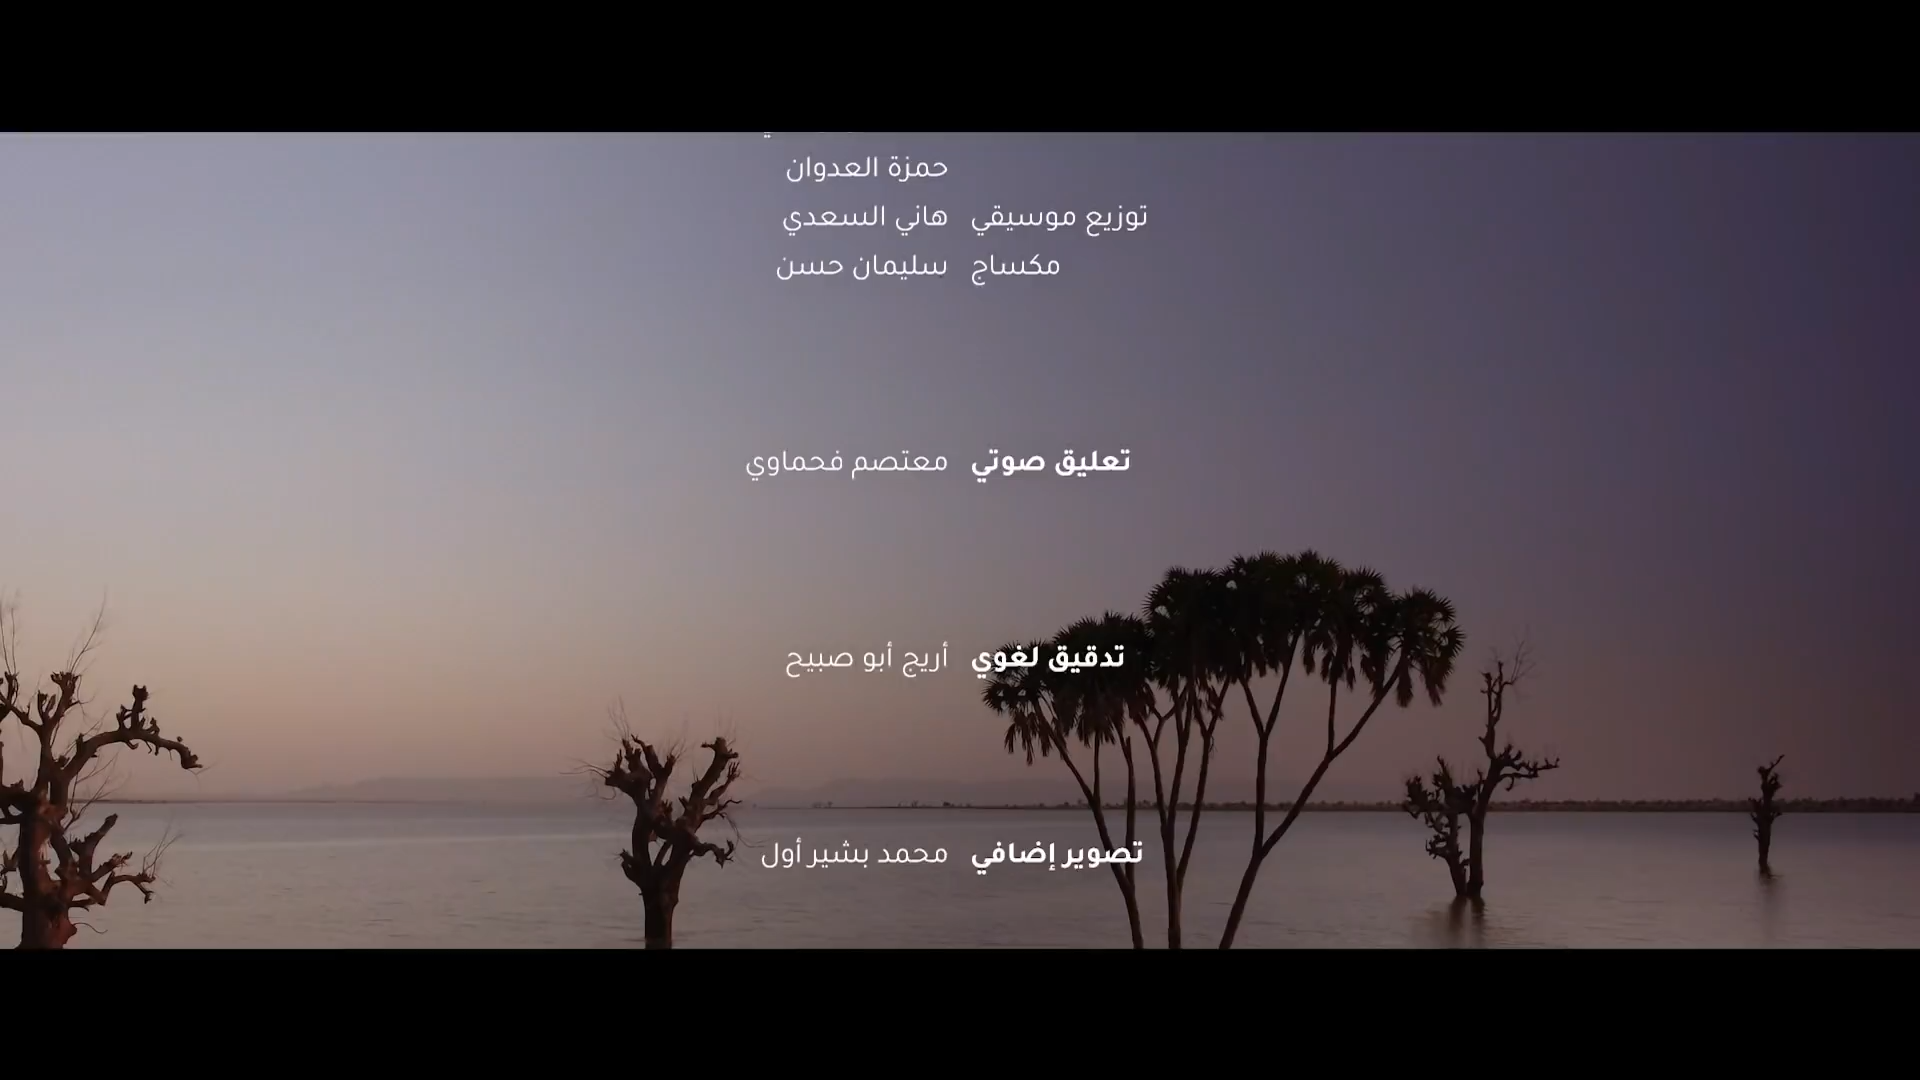 حمزة العدوان
توزيع موسيقي هاني السعدي
مكساج سليمان حسن
تعليق صوتي معتصم فحماوي
تدقيق لغوي أريج أبو صبيح
تصوير إضافي محمد بشير أول